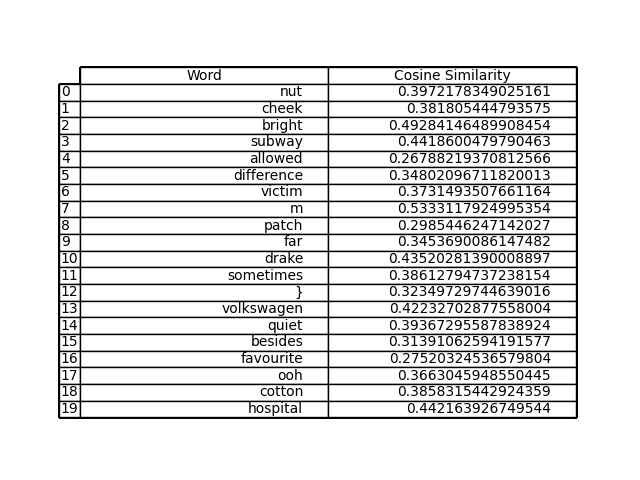 Word Cosine Similarity
0 nut 0.3972178349025161
1 cheek 0.381805444793575
2 bright 0.49284146489908454
3 subway 0.4418600479790463
4 allowed 0.26788219370812566
5 difference 0.34802096711820013
6 victim 0.3731493507661164
7 m 0.5333117924995354
8 patch 0.2985446247142027
9 far 0.3453690086147482
10 drake 0.43520281390008897
11 sometimes 0.38612794737238154
12 } 0.32349729744639016
13 volkswagen 0.42232702877558004
14 quiet 0.39367295587838924
15 besides 0.31391062594191577
16 favourite 0.27520324536579804
17 ooh 0.3663045948550445
18 cotton 0.3858315442924359
19 hospital 0.442163926749544